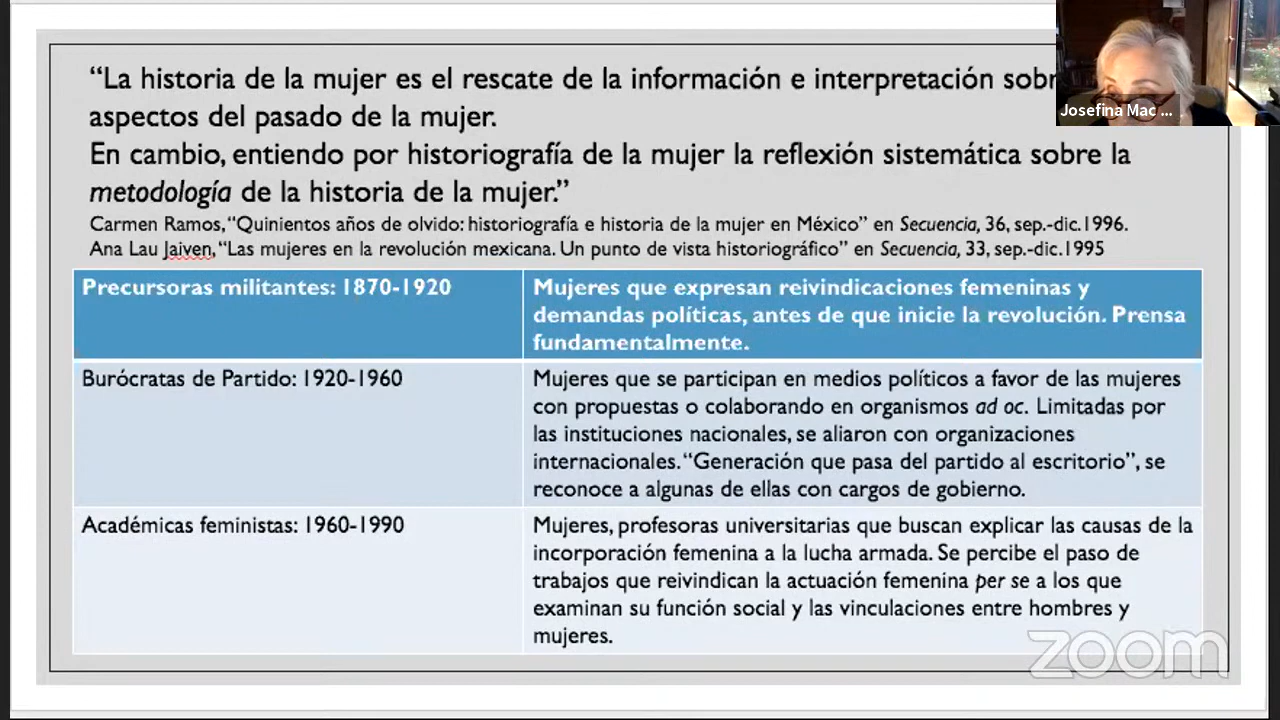 “La historia de la mujer es el rescate de la información e interpretación
aspectos del pasado de la mujer.
En cambio, entiendo por historiografía de la mujer la reflexión sistemática sobre la
metodología de la historia de la mujer.”
Carmen Ramos, “Quinientos años de olvido: historiografía e historia de la mujer en México” en Secuencia, 36, sep.-dic.1996.
Ana Lau Jaiven, “Las mujeres en la revolución mexicana. Un punto de vista historiográfico” en Secuencia, 33, sep.-dic.1995
Josefina Mac ...
Precursoras militantes: 1870-1920
Mujeres que expresan reivindicaciones femeninas y
demandas políticas, antes de que inicie la revolución. Prensa
fundamentalmente.
Burócratas de Partido: 1920-1960
Mujeres que se participan en medios políticos a favor de las mujeres
con propuestas o colaborando en organismos ad oc. Limitadas por
las instituciones nacionales, se aliaron con organizaciones
internacionales. “Generación que pasa del partido al escritorio”, se
reconoce a algunas de ellas con cargos de gobierno.
Académicas feministas: 1960-1990
Mujeres, profesoras universitarias que buscan explicar las causas de la
incorporación femenina a la lucha armada. Se percibe el paso de
trabajos que reivindican la actuación femenina per se a los que
examinan su función social y las vinculaciones entre hombres y
mujeres.
zoom